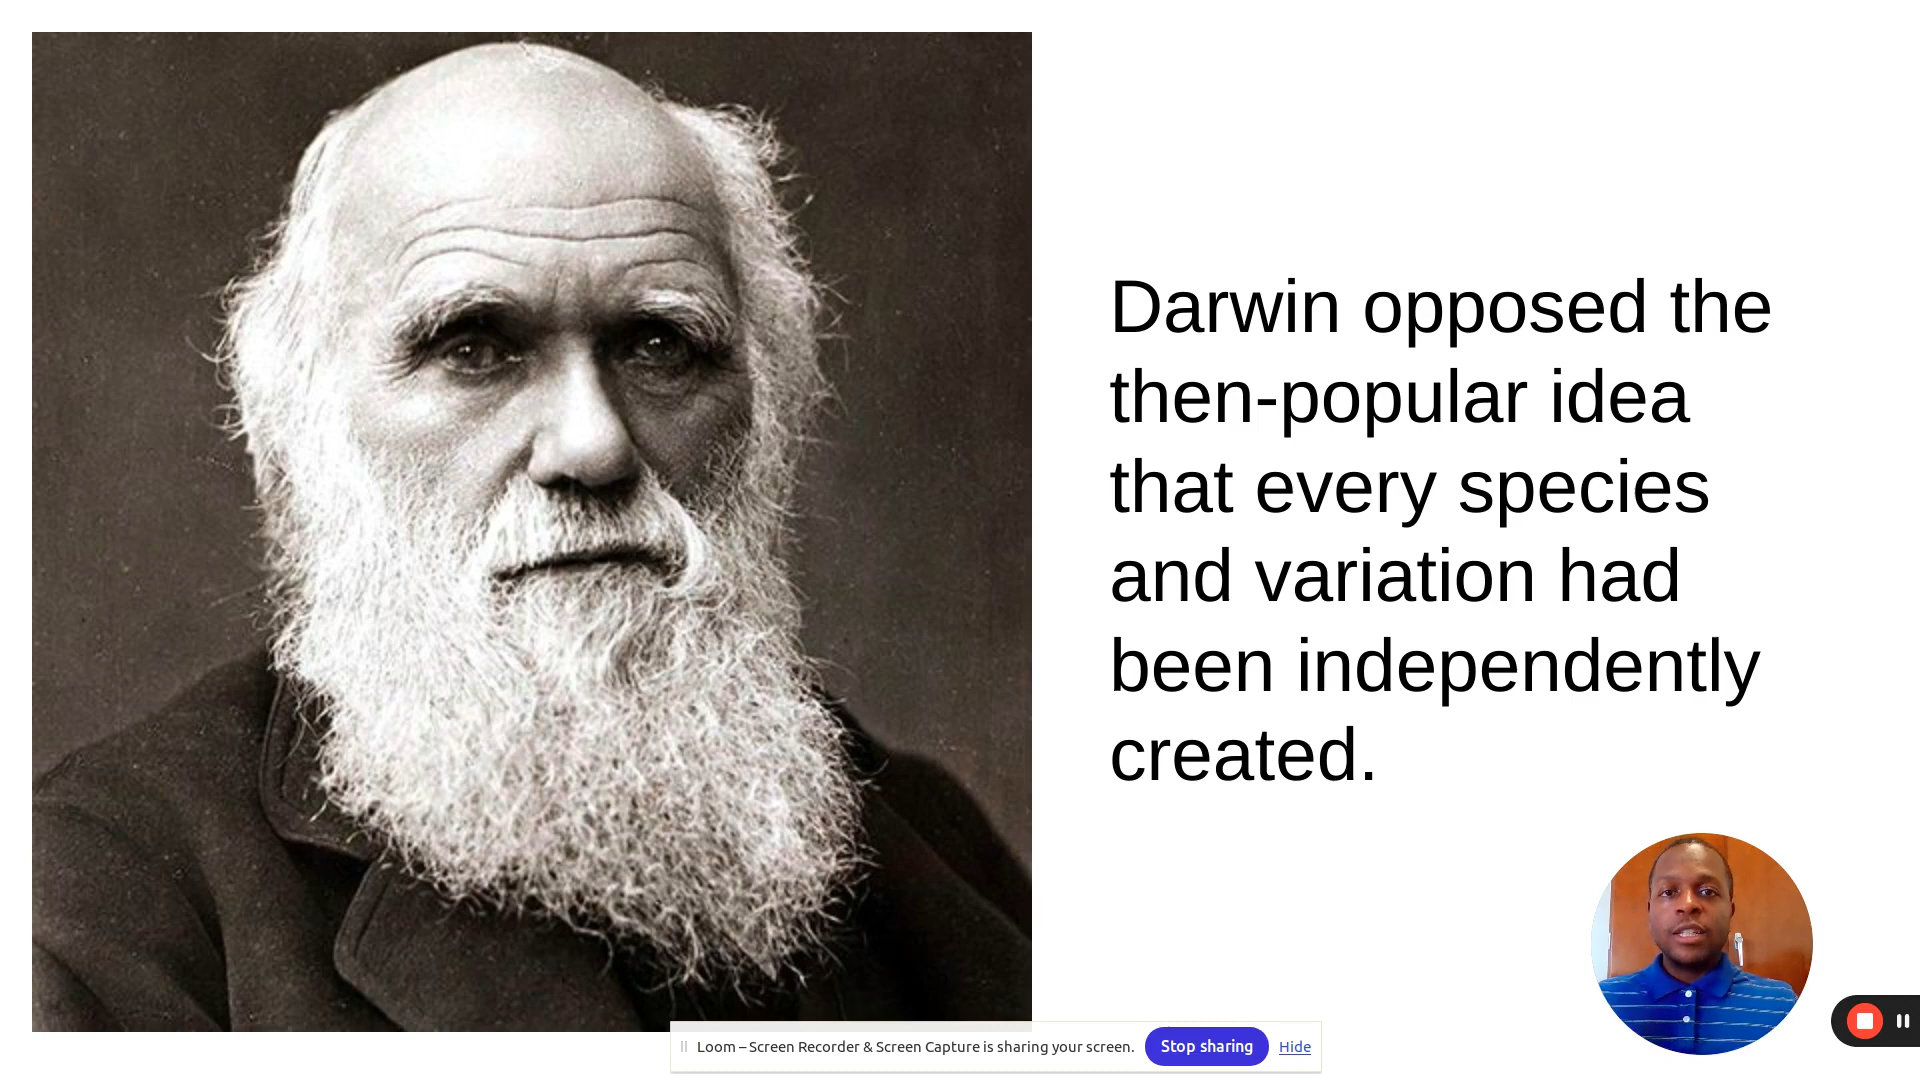 Darwin opposed the
then-popular idea
that every species
and variation had
been independently
created.
Loom – Screen Recorder & Screen Capture is sharing your screen. Stop sharing Hide